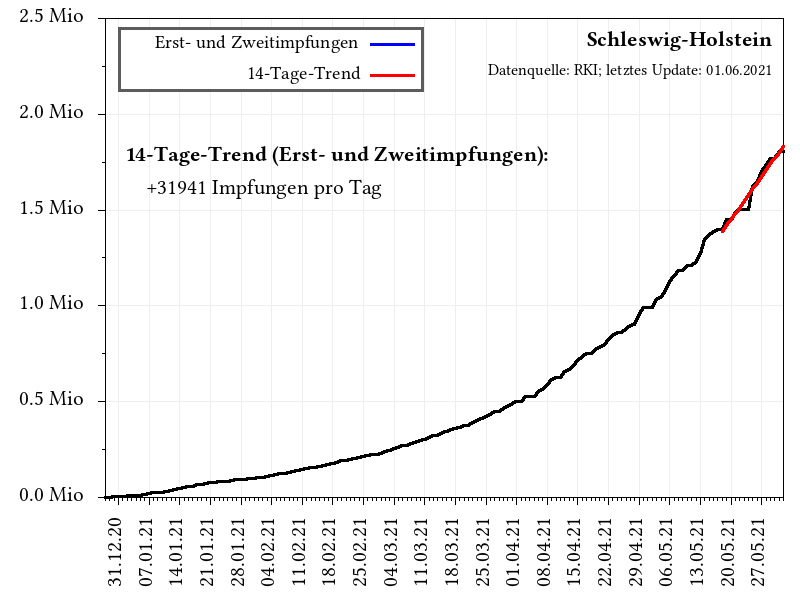 2.5 Mio
2.0 Mio
1.5 Mio
1.0 Mio
0.5 Mio
0.0 Mio
Erst- und Zweitimpfungen
14-Tage-Trend
Schleswig-Holstein
Datenquelle: RKI; letztes Update: 01.06.2021
14-Tage-Trend (Erst- und Zweitimpfungen):
+31941 Impfungen pro Tag
31.12.20
07.01.21
14.01.21
21.01.21
28.01.21
04.02.21
11.02.21
18.02.21
25.02.21
04.03.21
11.03.21
18.03.21
25.03.21
01.04.21
08.04.21
15.04.21
22.04.21
29.04.21
06.05.21
13.05.21
20.05.21
27.05.21